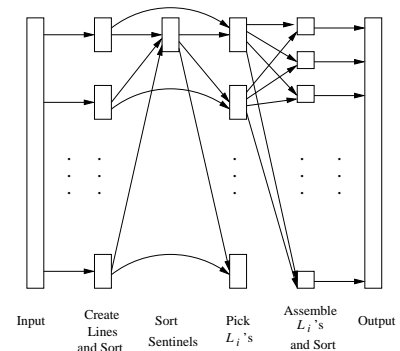 Input
Create
Lines
and Sort
Sort
Sentinels
Pick
L i 's
Assemble
L i 's
and Sort
Output